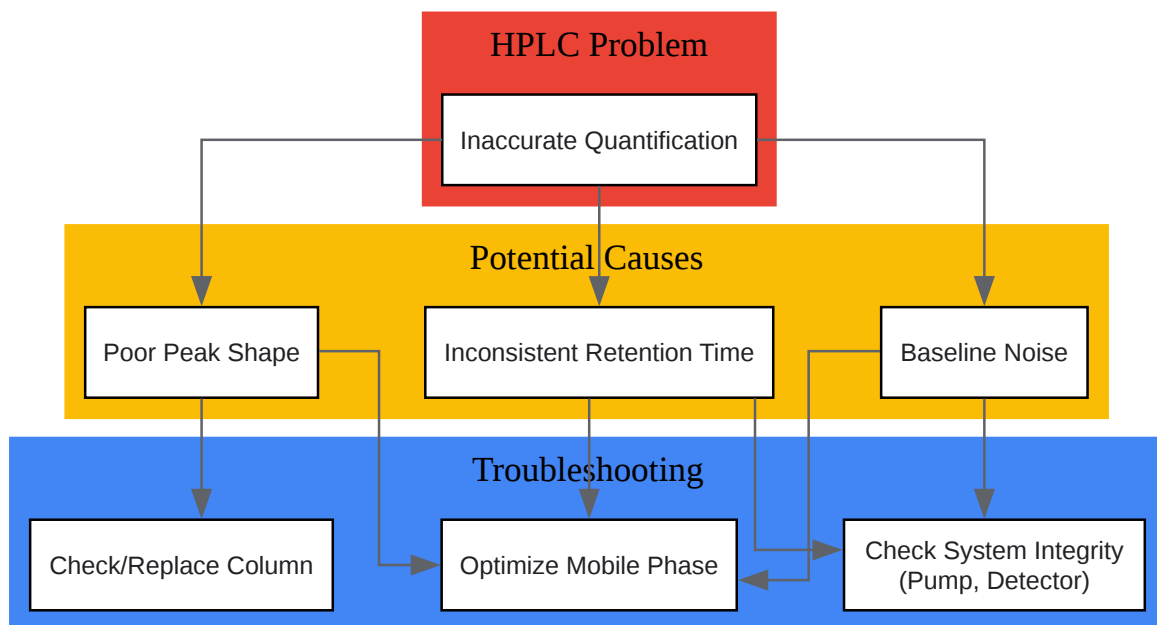 HPLC Problem
Inaccurate Quantification
Potential Causes
Poor Peak Shape
Inconsistent Retention Time
Baseline Noise
Troubleshooting
Check/Replace Column
Optimize Mobile Phase
Check System Integrity
(Pump, Detector)